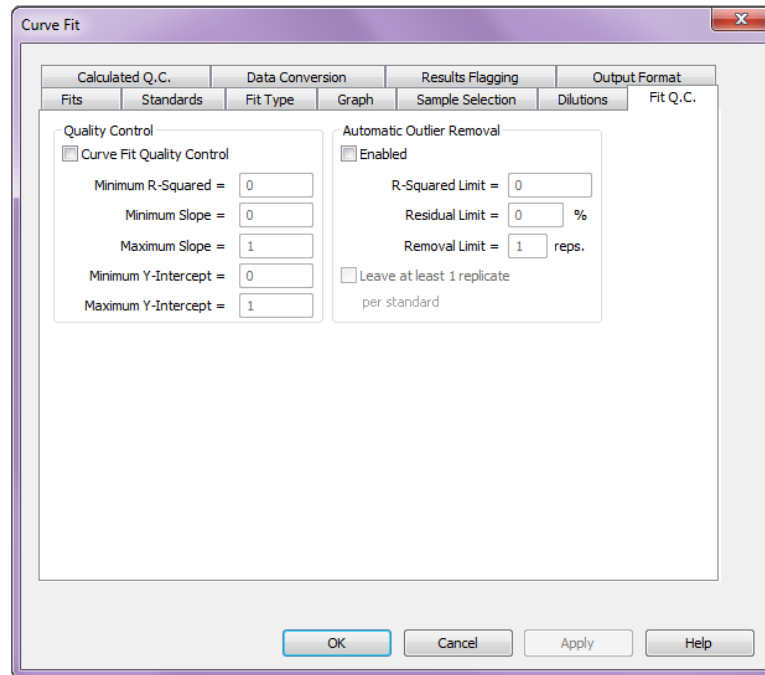 Curve Fit
x
Calculated Q.C. Data Conversion Results Flagging Output Format
Fits Standards Fit Type Graph Sample Selection Dilutions Fit Q.C.
Quality Control
Curve Fit Quality Control
Minimum R-Squared = 0
Minimum Slope = 0
Maximum Slope = 1
Minimum Y-Intercept = 0
Maximum Y-Intercept = 1
Automatic Outlier Removal
Enabled
R-Squared Limit = 0
Residual Limit = 0 %
Removal Limit = 1 reps.
Leave at least 1 replicate
per standard
OK Cancel Apply Help